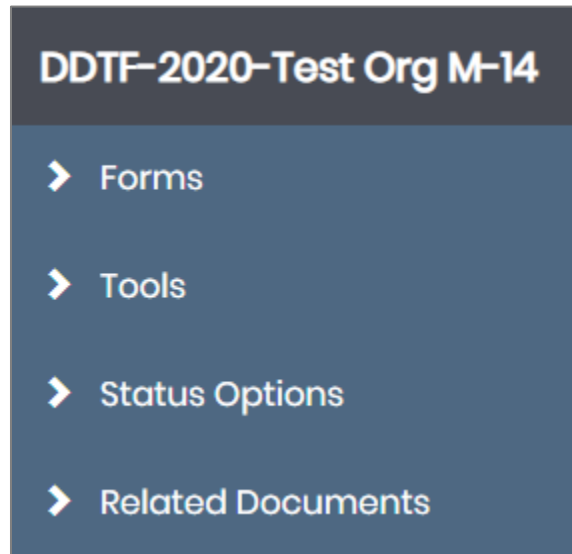 DDTF-2020-Test Org M-14
Forms
Tools
Status Options
Related Documents